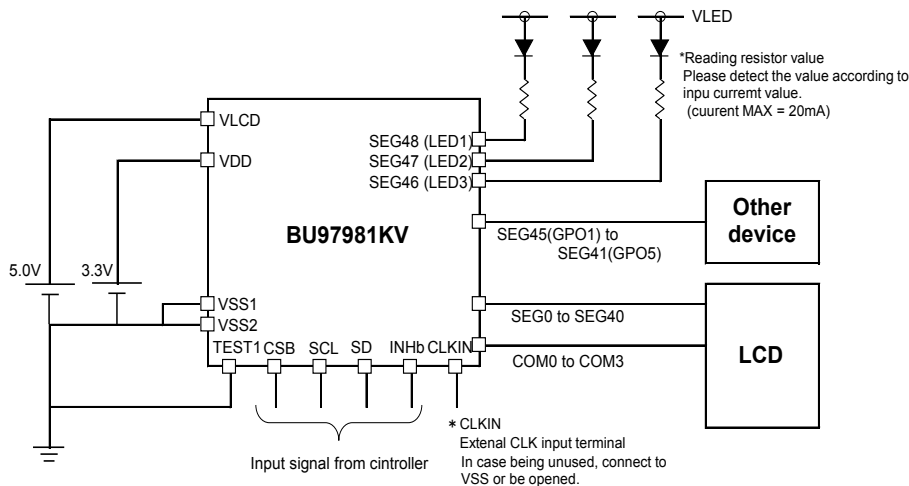 VLED
*Reading resistor value
Please detect the value according to
inpu curremt value.
(cuurent MAX = 20mA)
VLCD
VDD
SEG48 (LED1)
SEG47 (LED2)
SEG46 (LED3)
BU97981KV
SEG45(GPO1) to
SEG41(GPO5)
Other
device
5.0V
3.3V
VSS1
VSS2
SEG0 to SEG40
COM0 to COM3
LCD
TEST1 CSB SCL SD INHb CLKIN
* CLKIN
Extenal CLK input terminal
In case being unused, connect to
VSS or be opened.
Input signal from cintroller